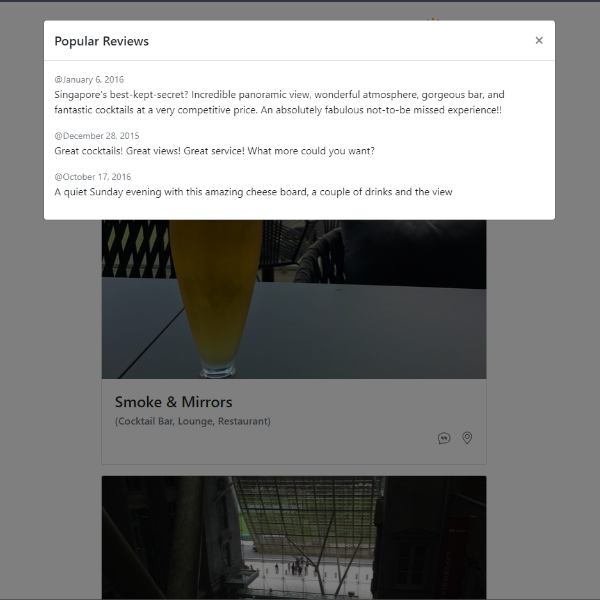 Popular Reviews
×
@January 6, 2016
Singapore's best-kept-secret? Incredible panoramic view, wonderful atmosphere, gorgeous bar, and
fantastic cocktails at a very competitive price. An absolutely fabulous not-to-be missed experience!!
@December 28, 2015
Great cocktails! Great views! Great service! What more could you want?
@October 17, 2016
A quiet Sunday evening with this amazing cheese board, a couple of drinks and the view
Smoke & Mirrors
(Cocktail Bar, Lounge, Restaurant)